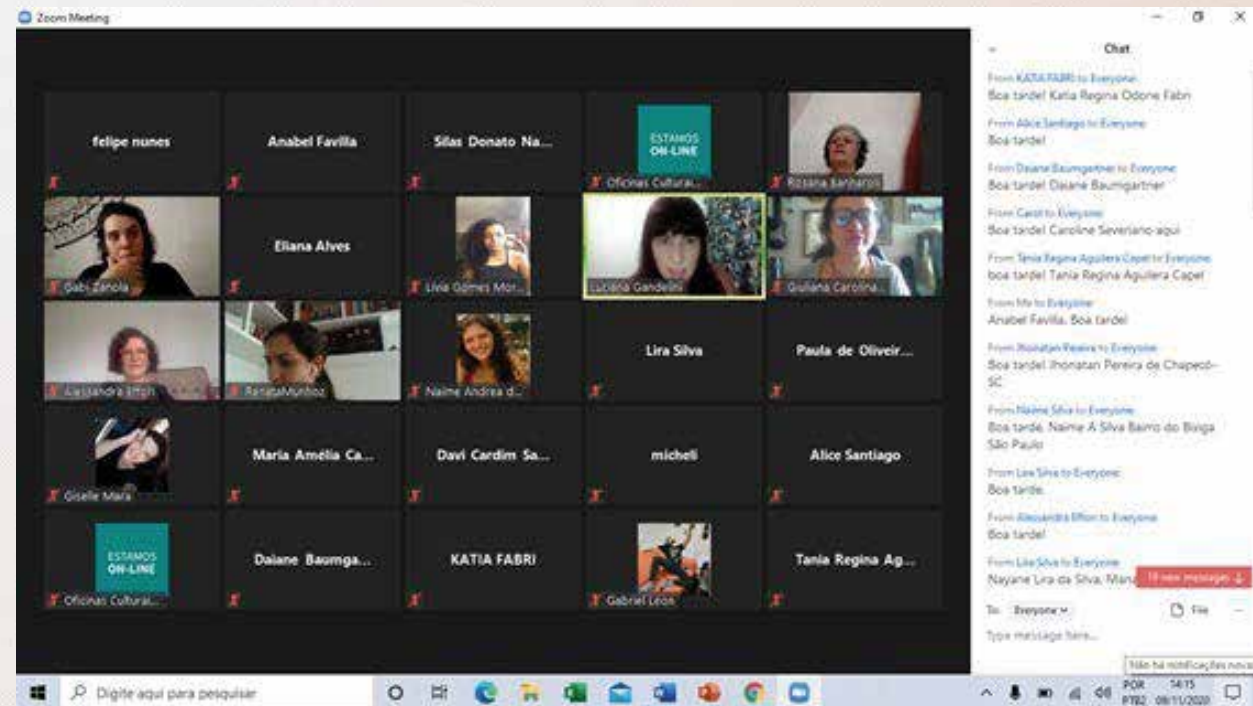 Zoom Meeting
felipe nunes
Anabel Favilla
Silas Donato Na...
ESTAMOS
ON-LINE
Oficinas Culturai...
Rosana Banharoli
Gabi Zanola
Eliana Alves
Livia Gomes Mor...
Luciana Gandelini
Giuliana Carolina...
Alessandra Effori
RenataMunhoz
Naime Andrea d...
Lira Silva
Paula de Oliveir...
Giselle Mara
Maria Amélia Ca...
Davi Cardim Sa...
micheli
Alice Santiago
ESTAMOS
ON-LINE
Oficinas Culturai...
Daiane Baumga...
KATIA FABRI
Gabriel Leon
Tania Regina Ag...
Chat
From KATIA FABRI to Everyone:
Boa tarde! Katia Regina Odone Fabri
From Alice Santiago to Everyone:
Boa tarde!
From Daiane Baumgartner to Everyone:
Boa tarde! Daiane Baumgartner
From Carol to Everyone:
Boa tarde! Caroline Severiano aqui
From Tania Regina Aguilera Capel to Everyone:
boa tarde! Tania Regina Aguilera Capel
From Me to Everyone:
Anabel Favilla. Boa tarde!
From Jhonatan Pereira to Everyone:
Boa tarde! Jhonatan Pereira de Chapecó-
SC
From Naime Silva to Everyone:
Boa tarde, Naime A Silva Bairro do Bixiga
São Paulo
From Lira Silva to Everyone:
Boa tarde.
From Alessandra to Everyone:
Boa tarde!
From Lira Silva to Everyone:
Nayane Lira da Silva, Mana
new messages
To: Everyone
File
Type message here...
Não há notificações novas
Digite aqui para pesquisar
POR
PTB2
14:15
09/11/2020